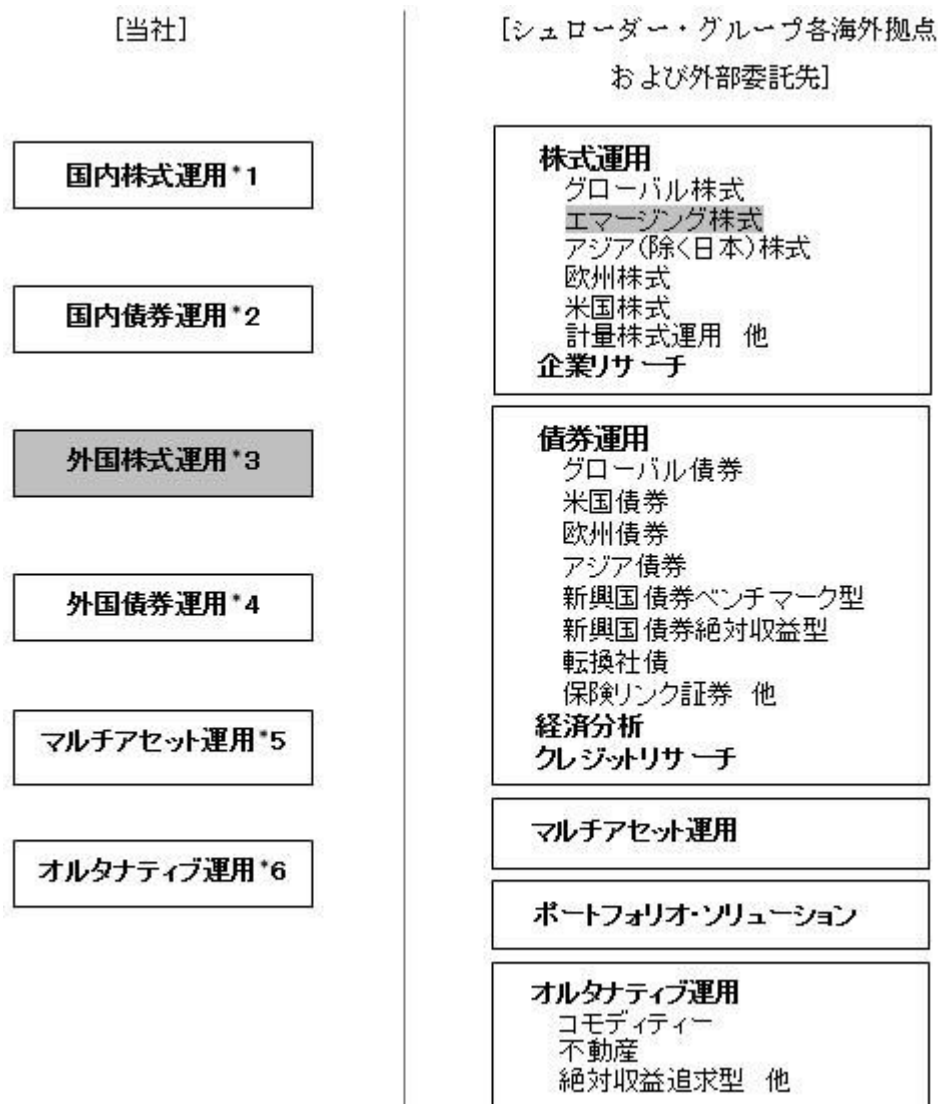 [当社]
国内株式運用*1
国内債券運用*2
外国株式運用*3
外国債券運用*4
マルチアセット運用*5
オルタナティブ運用*6
[シュローダー・グループ各海外拠点
および外部委託先]
株式運用
グローバル株式
エマージング株式
アジア(除く日本)株式
欧州株式
米国株式
計量株式運用 他
企業リサーチ
債券運用
グローバル債券
米国債券
欧州債券
アジア債券
新興国債券ベンチマーク型
新興国債券絶対収益型
転換社債
保険リンク証券 他
経済分析
クレジットリサーチ
マルチアセット運用
ポートフォリオ・ソリューション
オルタナティブ運用
コモディティー
不動産
絶対収益追求型 他